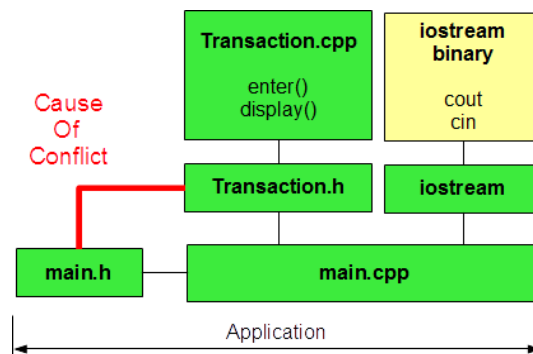 Transaction.cpp
enter()
display()
iostream
binary
cout
cin
Cause
Of
Conflict
Transaction.h
iostream
main.h
main.cpp
Application